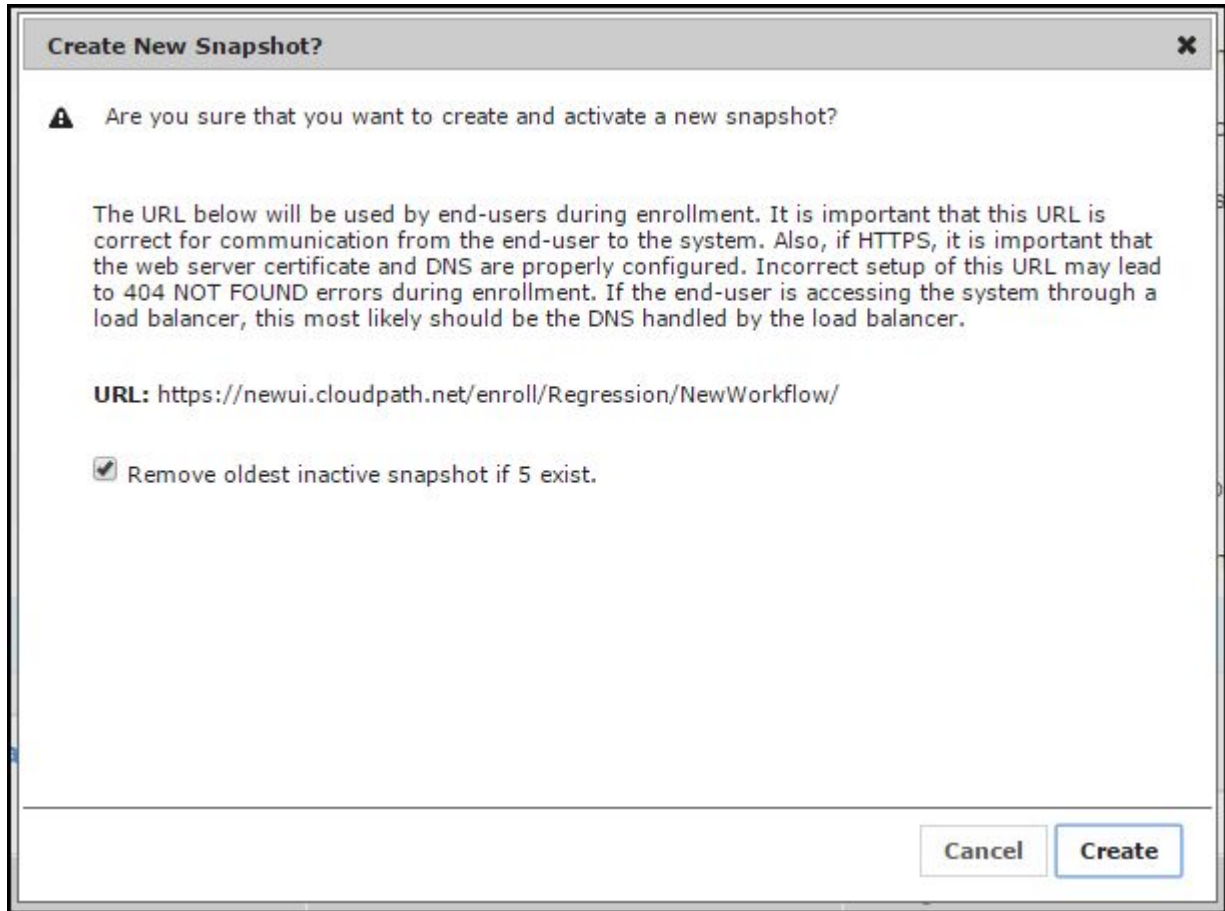 Create New Snapshot?
Are you sure that you want to create and activate a new snapshot?
The URL below will be used by end-users during enrollment. It is important that this URL is
correct for communication from the end-user to the system. Also, if HTTPS, it is important that
the web server certificate and DNS are properly configured. Incorrect setup of this URL may lead
to 404 NOT FOUND errors during enrollment. If the end-user is accessing the system through a
load balancer, this most likely should be the DNS handled by the load balancer.
URL: https://newui.cloudpath.net/enroll/Regression/NewWorkflow/
Remove oldest inactive snapshot if 5 exist.
Cancel Create